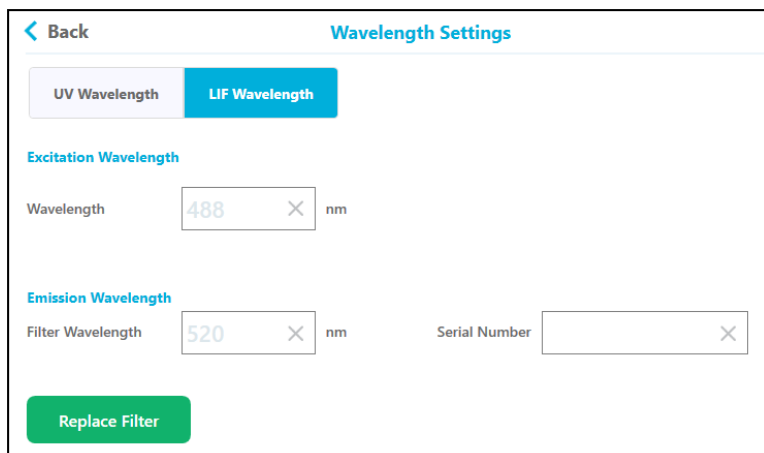 Back
Wavelength Settings
UV Wavelength LIF Wavelength
Excitation Wavelength
Wavelength 488 nm
Emission Wavelength
Filter Wavelength 520 nm Serial Number
Replace Filter